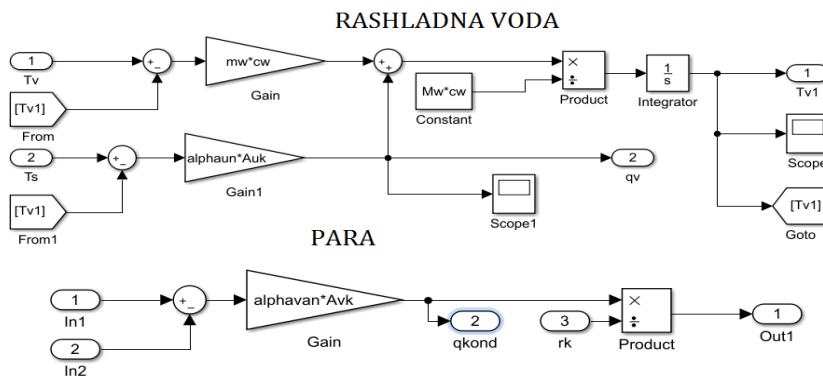 RASHLADNA VODA
1
Tv
[Tv1]
From
+
−
mw*cw
Gain
+
+
Mw*cw
Constant
×
÷
Product
1
s
Integrator
1
Tv1
Scope
[Tv1]
Goto
2
Ts
[Tv1]
From1
+
−
alphaun*Auk
Gain1
Scope1
2
qv
PARA
1
In1
2
In2
+
−
alphavan*Avk
Gain
2
qkond
3
rk
×
÷
Product
1
Out1